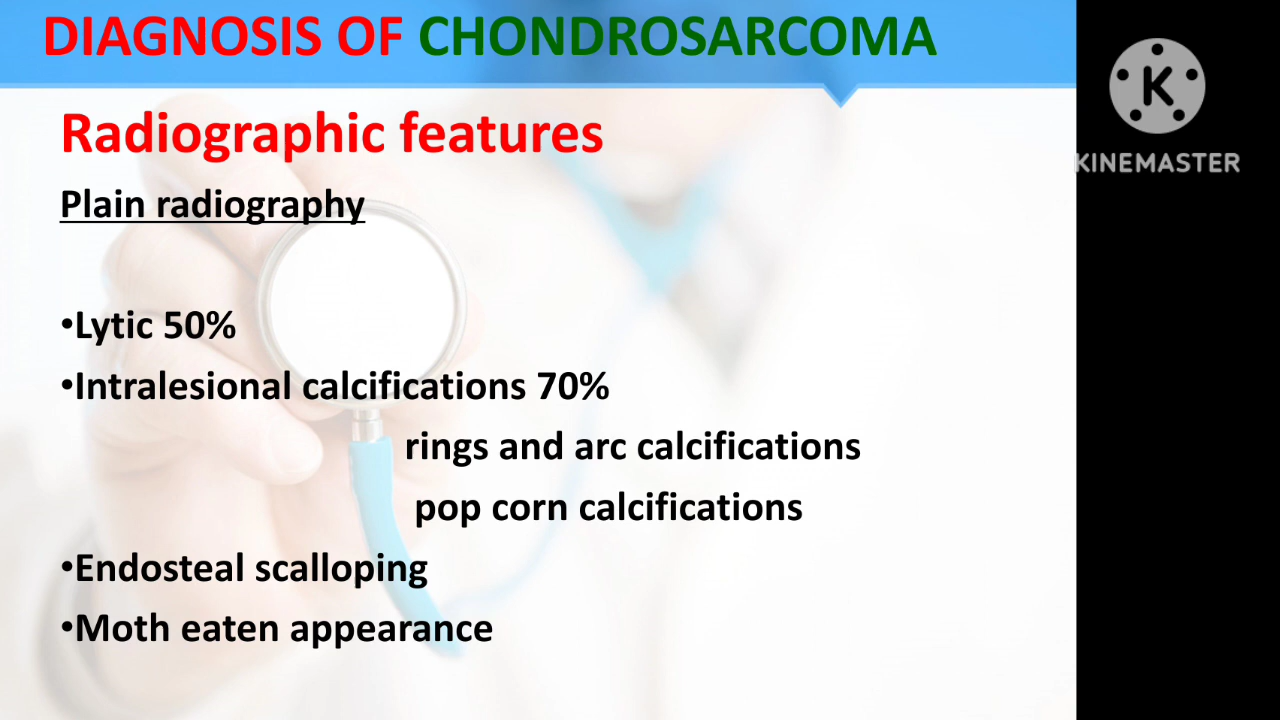 DIAGNOSIS OF CHONDROSARCOMA
Radiographic features
Plain radiography
•Lytic 50%
•Intralesional calcifications 70%
rings and arc calcifications
pop corn calcifications
•Endosteal scalloping
•Moth eaten appearance
K
KINEMASTER